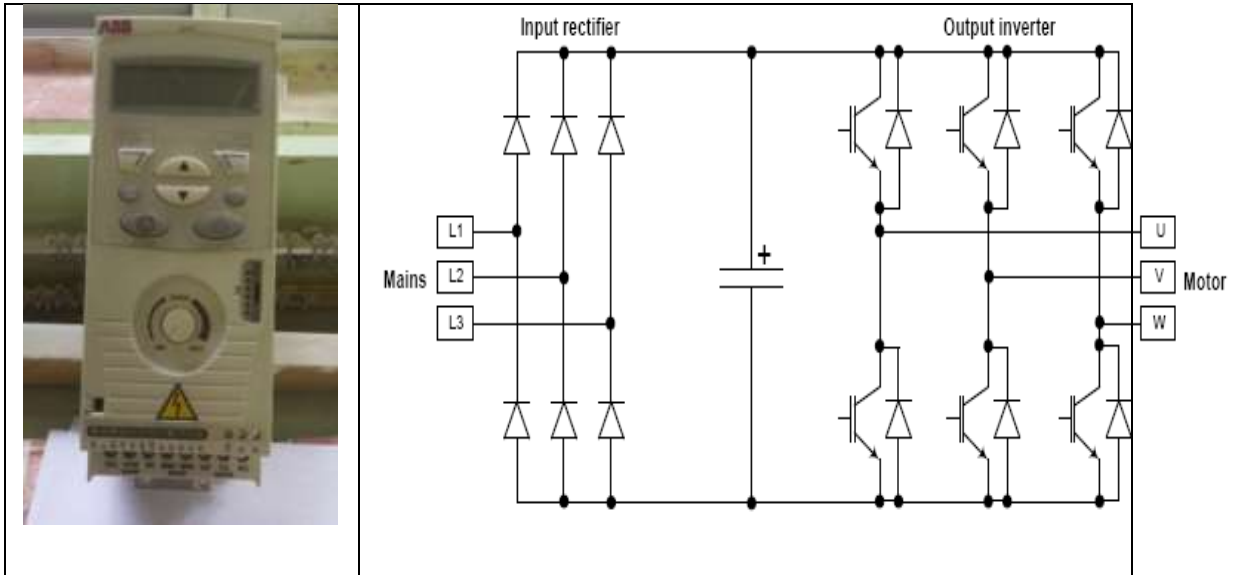 ABB
Input rectifier
Output inverter
L1
U
Mains
L2
V
Motor
L3
W